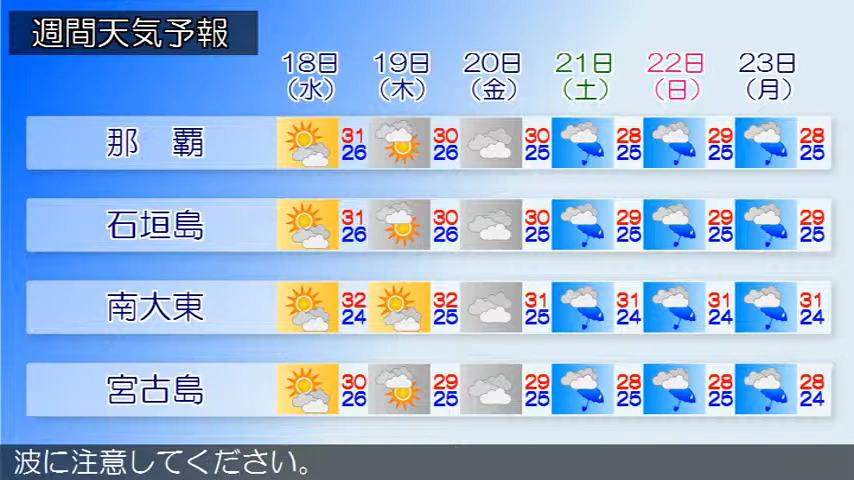 週間天気予報
18日 19日 20日 21日 22日 23日
（水） （木） （金） （土） （日） （月）
那　覇 31 26 30 26 30 25 28 25 29 25 28 25
石垣島 31 26 30 26 30 25 29 25 29 25 29 25
南大東 32 24 32 25 31 25 31 24 31 24 31 24
宮古島 30 26 29 25 29 25 28 25 28 25 28 24
波に注意してください。